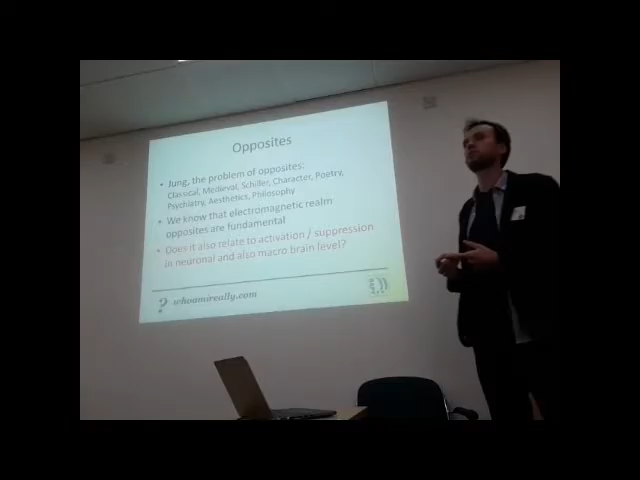 Opposites
• Jung, the problem of opposites:
Classical, Medieval, Schiller, Character, Poetry,
Psychiatry, Aesthetics, Philosophy
• We know that electromagnetic realm
opposites are fundamental
• Does it also relate to activation / suppression
in neuronal and also macro brain level?
? whoamireally.com